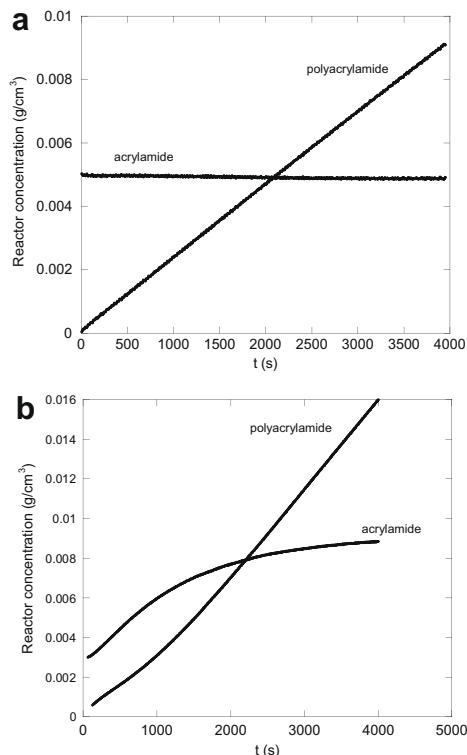 a
0.01
0.008
0.006
0.004
0.002
0
Reactor concentration (g/cm³)
polyacrylamide
acrylamide
0 500 1000 1500 2000 2500 3000 3500 4000
t (s)
b
0.016
0.014
0.012
0.01
0.008
0.006
0.004
0.002
0
Reactor concentration (g/cm³)
polyacrylamide
acrylamide
0 1000 2000 3000 4000 5000
t (s)